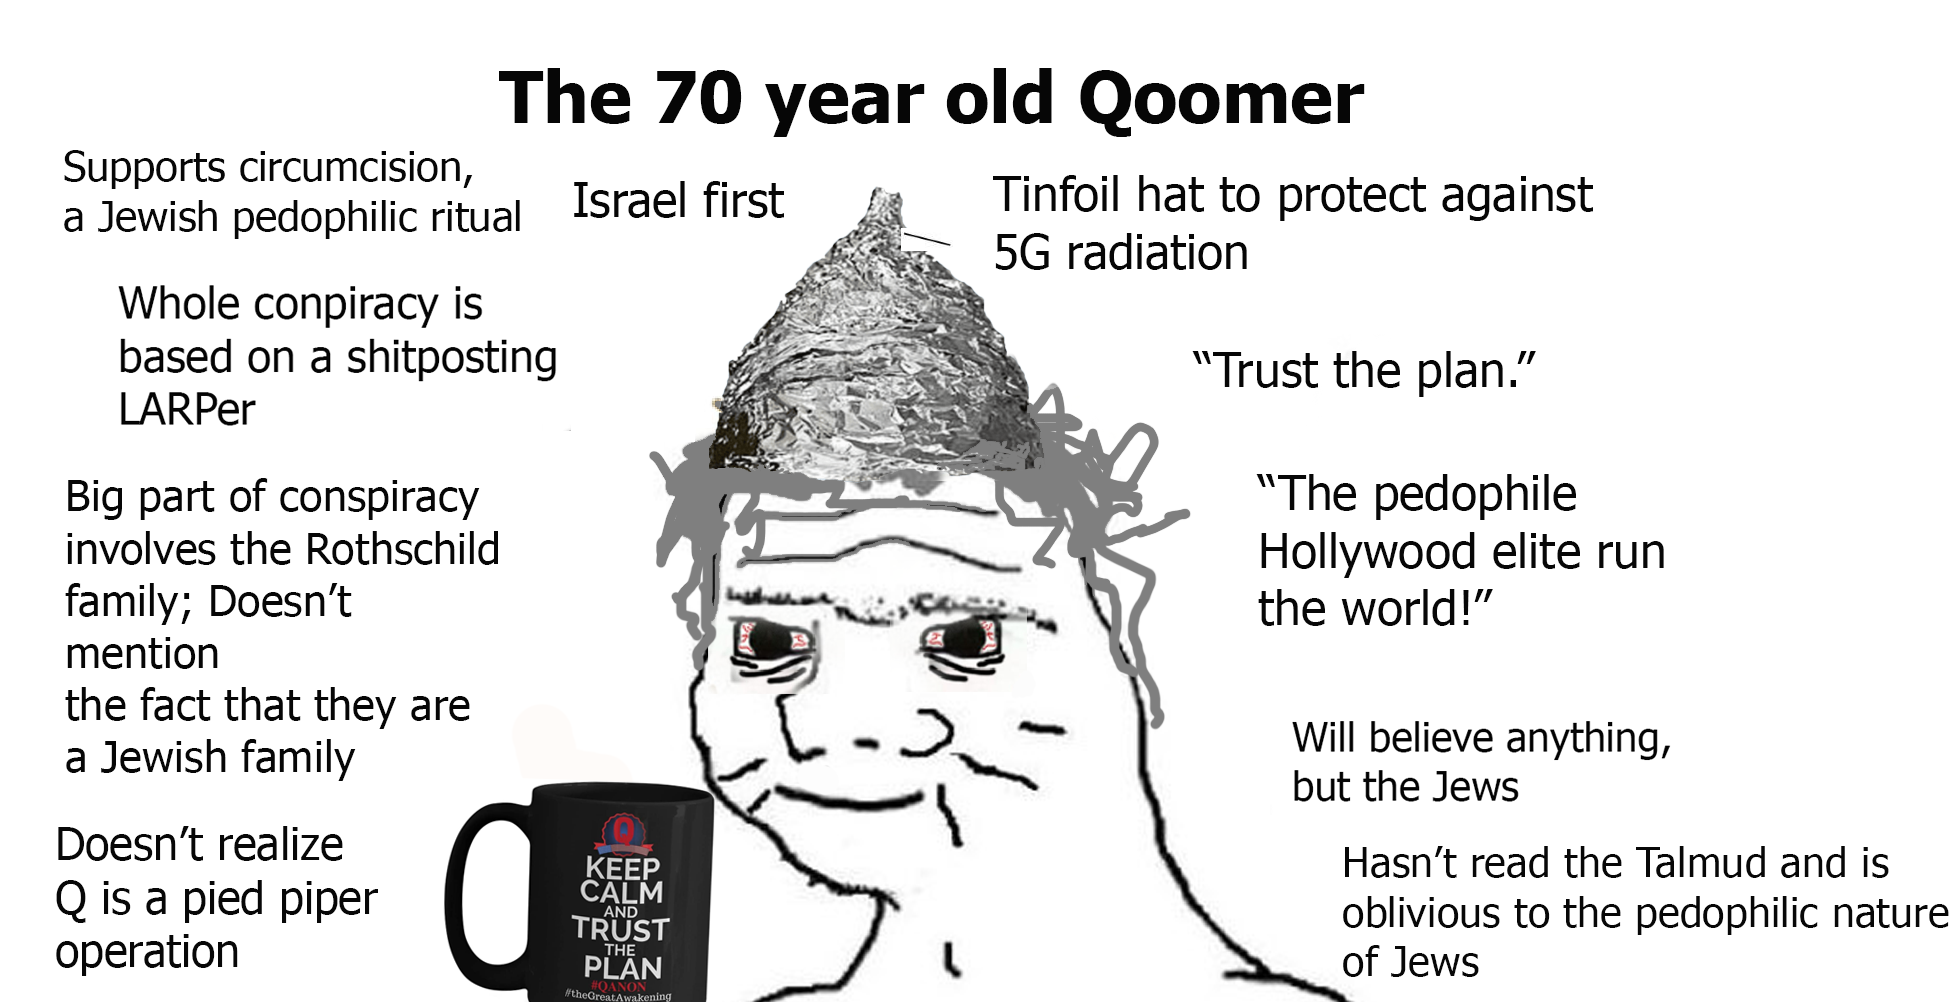 The 70 year old Qoomer
Supports circumcision,
a Jewish pedophilic ritual
Israel first
Tinfoil hat to protect against
5G radiation
Whole conpiracy is
based on a shitposting
LARPer
"Trust the plan."
Big part of conspiracy
involves the Rothschild
family; Doesn't
mention
the fact that they are
a Jewish family
"The pedophile
Hollywood elite run
the world!"
Will believe anything,
but the Jews
Doesn't realize
Q is a pied piper
operation
Hasn't read the Talmud and is
oblivious to the pedophilic nature
of Jews
Q
KEEP
CALM
AND
TRUST
THE
PLAN
#QANON
#theGreatAwakening